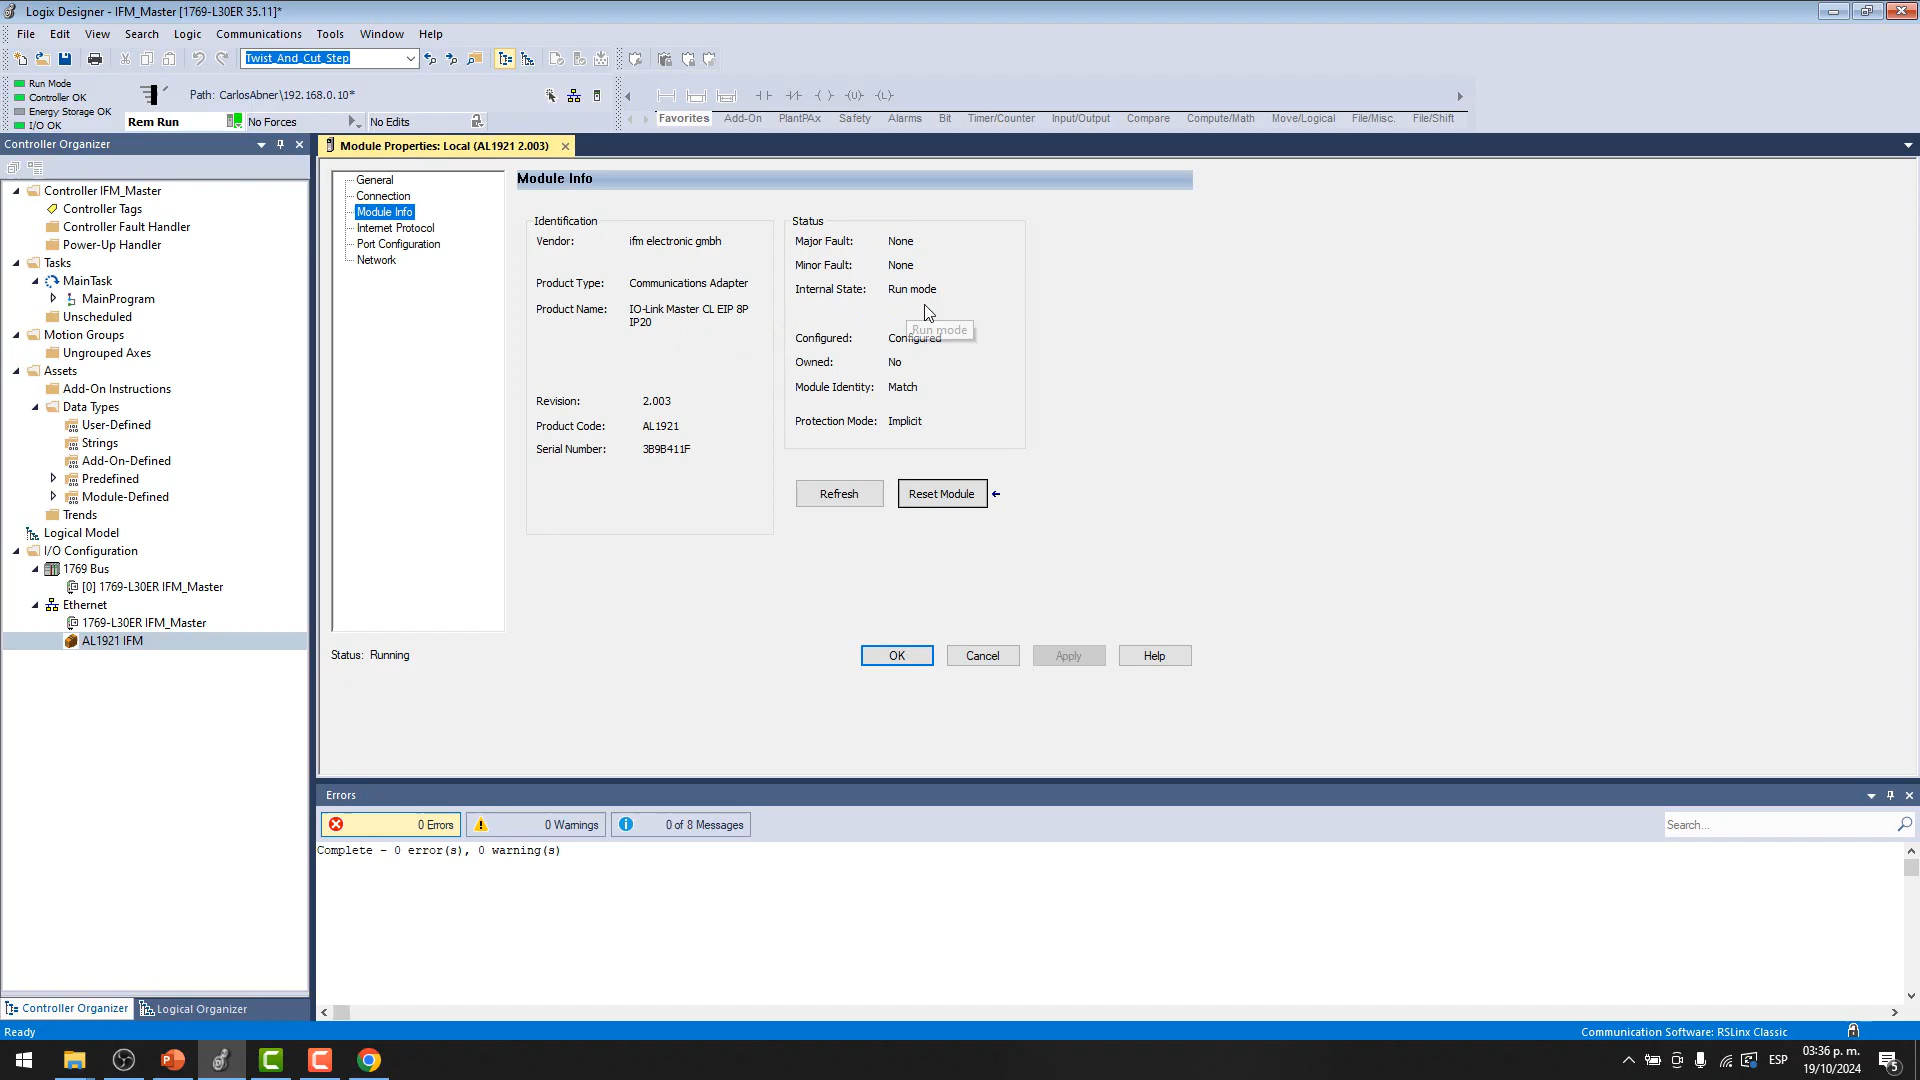 Logix Designer - IFM_Master [1769-L30ER 35.11]*
File Edit View Search Logic Communications Tools Window Help
Twist_And_Cut_Step
Run Mode
Controller OK
Energy Storage OK
I/O OK
Path: CarlosAbner\192.168.0.10*
Rem Run
No Forces
No Edits
Favorites Add-On PlantPAx Safety Alarms Bit Timer/Counter Input/Output Compare Compute/Math Move/Logical File/Misc. File/Shift
Controller Organizer
Controller IFM_Master
Controller Tags
Controller Fault Handler
Power-Up Handler
Tasks
MainTask
MainProgram
Unscheduled
Motion Groups
Ungrouped Axes
Assets
Add-On Instructions
Data Types
User-Defined
Strings
Add-On-Defined
Predefined
Module-Defined
Trends
Logical Model
I/O Configuration
1769 Bus
[0] 1769-L30ER IFM_Master
Ethernet
1769-L30ER IFM_Master
AL1921 IFM
Controller Organizer
Logical Organizer
Module Properties: Local (AL1921 2.003)
General
Connection
Module Info
Internet Protocol
Port Configuration
Network
Module Info
Identification
Vendor: ifm electronic gmbh
Product Type: Communications Adapter
Product Name: IO-Link Master CL EIP 8P
IP20
Revision: 2.003
Product Code: AL1921
Serial Number: 3B9B411F
Status
Major Fault: None
Minor Fault: None
Internal State: Run mode
Run mode
Configured: Configured
Owned: No
Module Identity: Match
Protection Mode: Implicit
Refresh
Reset Module
Status: Running
OK
Cancel
Apply
Help
Errors
0 Errors
0 Warnings
0 of 8 Messages
Search...
Complete - 0 error(s), 0 warning(s)
Ready
Communication Software: RSLinx Classic
ESP
03:36 p. m.
19/10/2024
5